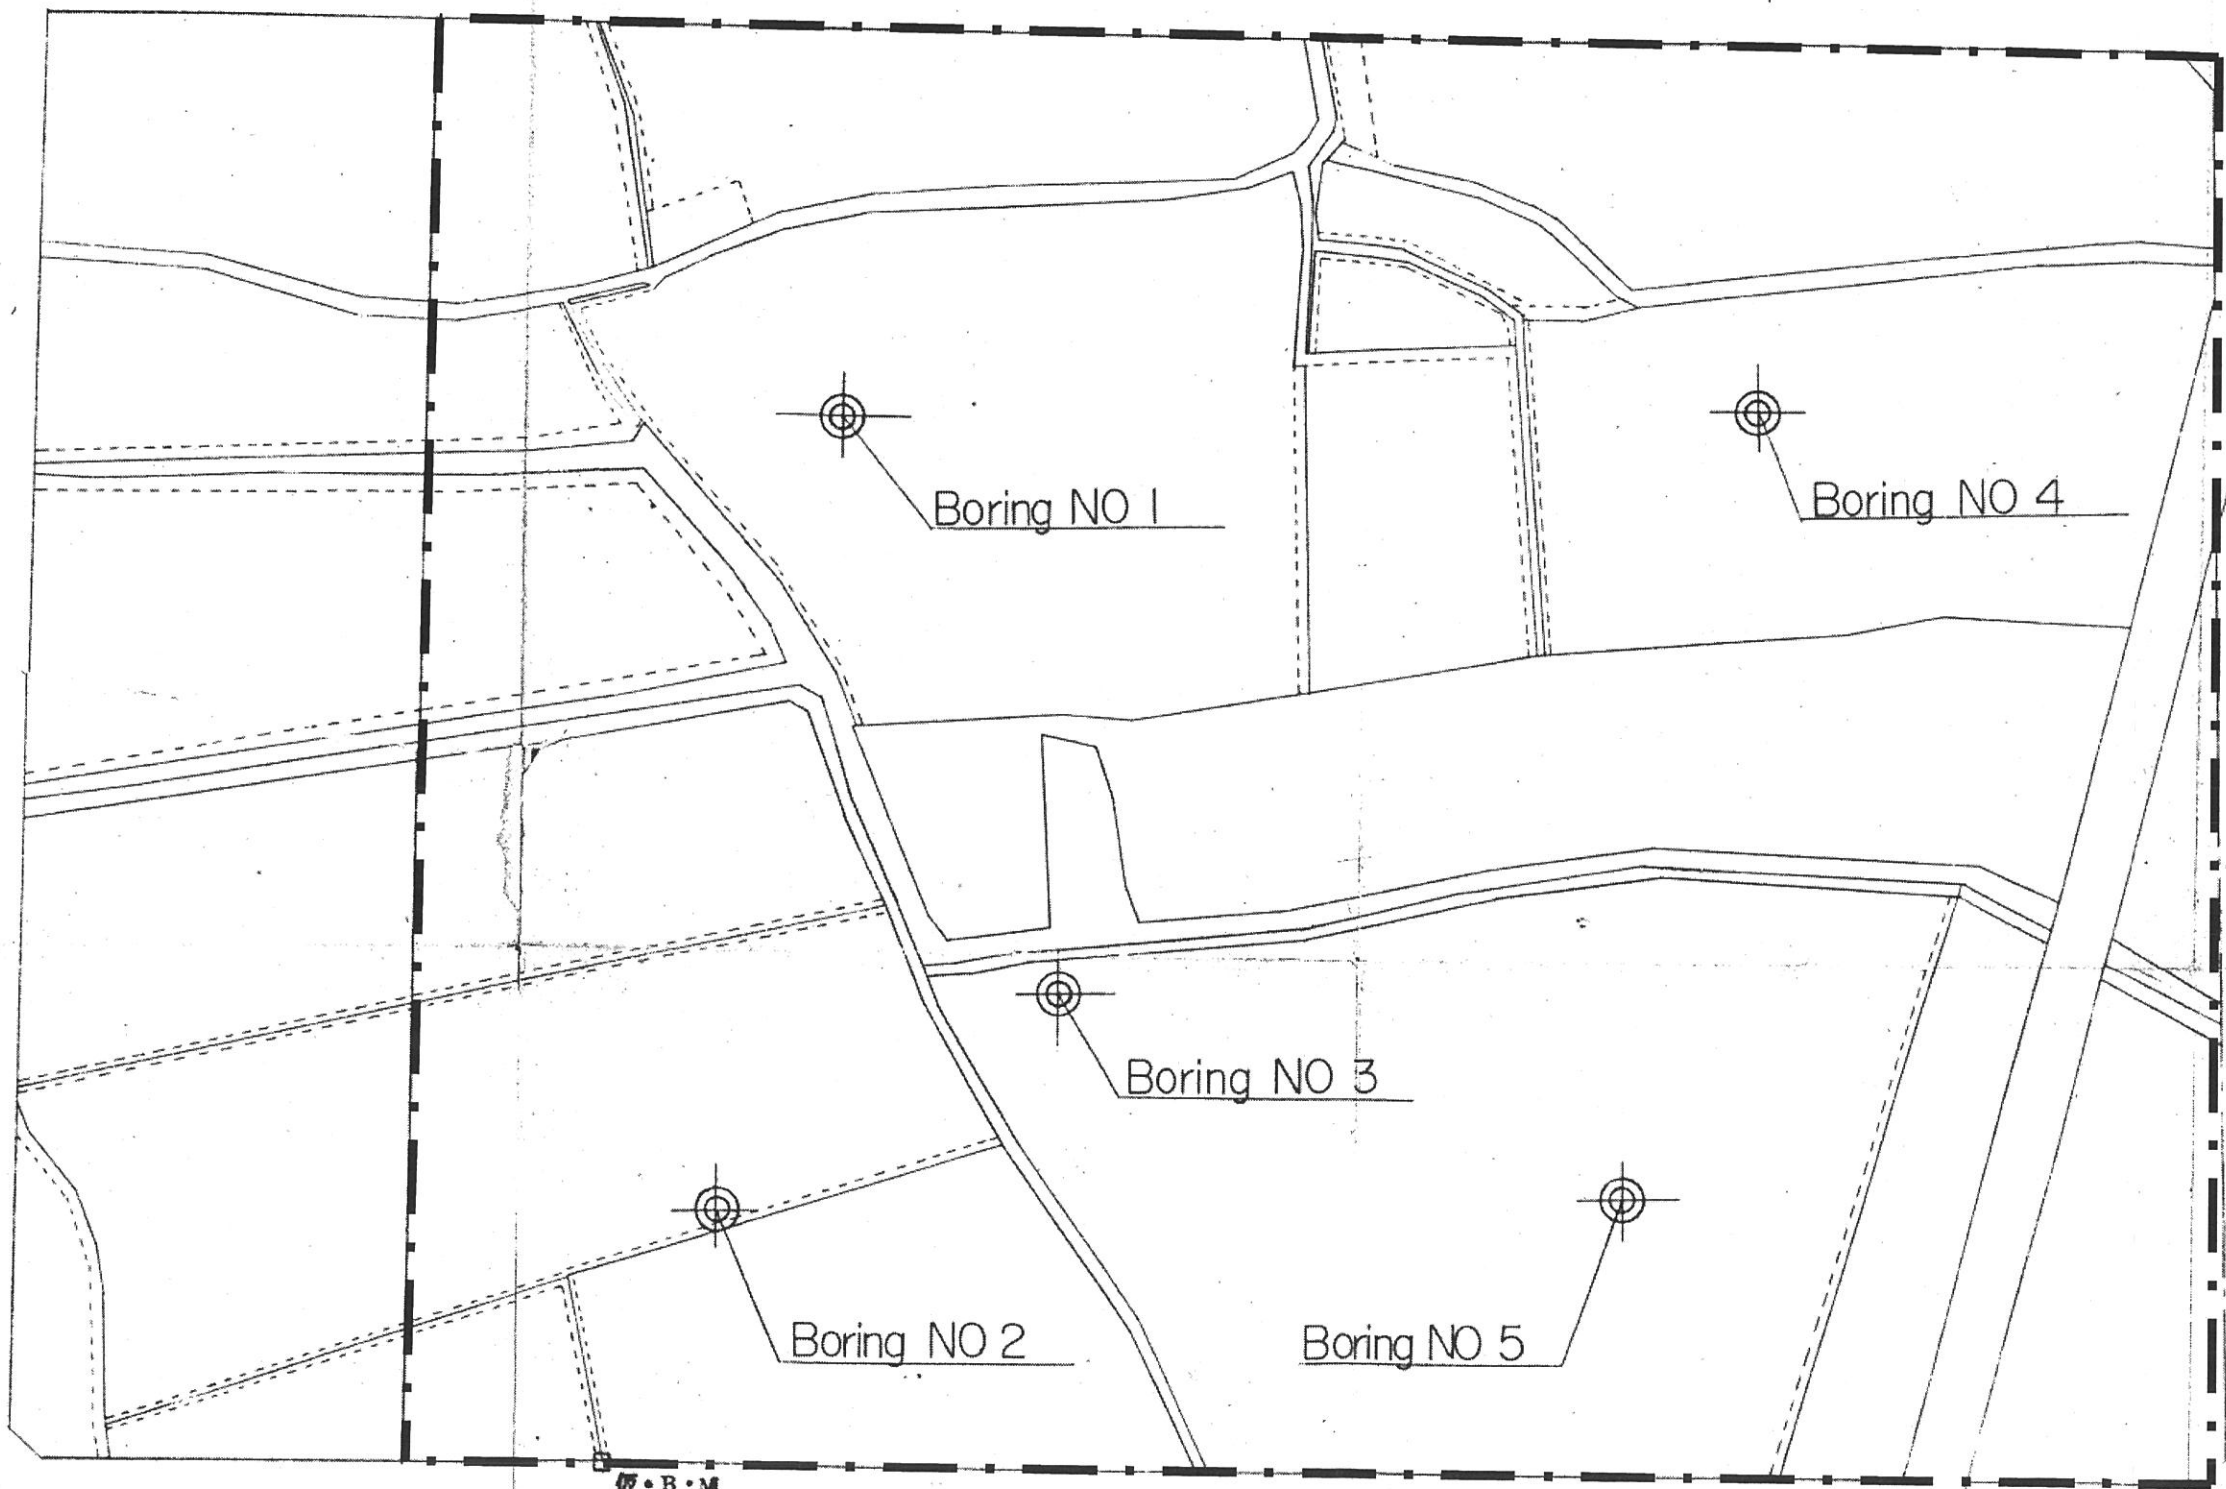 Boring NO 1
Boring NO 4
Boring NO 3
Boring NO 2
Boring NO 5
仮・B・M